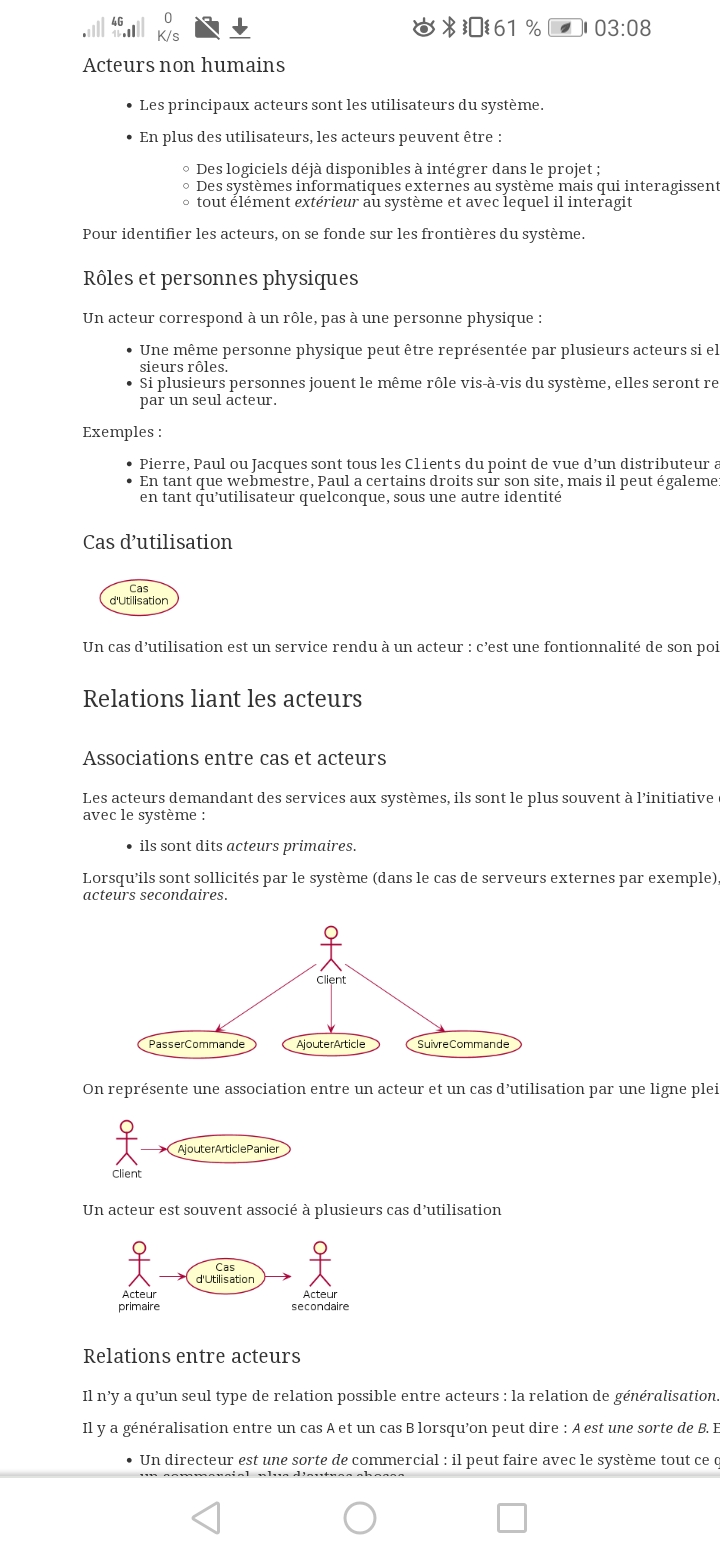 4G
0
K/s
61 %
03:08
Acteurs non humains
• Les principaux acteurs sont les utilisateurs du système.
• En plus des utilisateurs, les acteurs peuvent être :
◦ Des logiciels déjà disponibles à intégrer dans le projet ;
◦ Des systèmes informatiques externes au système mais qui interagissent
◦ tout élément extérieur au système et avec lequel il interagit
Pour identifier les acteurs, on se fonde sur les frontières du système.
Rôles et personnes physiques
Un acteur correspond à un rôle, pas à une personne physique :
• Une même personne physique peut être représentée par plusieurs acteurs si el
sieurs rôles.
• Si plusieurs personnes jouent le même rôle vis-à-vis du système, elles seront re
par un seul acteur.
Exemples :
• Pierre, Paul ou Jacques sont tous les Clients du point de vue d'un distributeur a
• En tant que webmestre, Paul a certains droits sur son site, mais il peut égaleme
en tant qu'utilisateur quelconque, sous une autre identité
Cas d'utilisation
Cas
d'Utilisation
Un cas d'utilisation est un service rendu à un acteur : c'est une fontionnalité de son poi
Relations liant les acteurs
Associations entre cas et acteurs
Les acteurs demandant des services aux systèmes, ils sont le plus souvent à l'initiative
avec le système :
• ils sont dits acteurs primaires.
Lorsqu'ils sont sollicités par le système (dans le cas de serveurs externes par exemple),
acteurs secondaires.
Client
PasserCommande
AjouterArticle
SuivreCommande
On représente une association entre un acteur et un cas d'utilisation par une ligne plei
AjouterArticlePanier
Client
Un acteur est souvent associé à plusieurs cas d'utilisation
Cas
d'Utilisation
Acteur
primaire
Acteur
secondaire
Relations entre acteurs
Il n'y a qu'un seul type de relation possible entre acteurs : la relation de généralisation.
Il y a généralisation entre un cas A et un cas B lorsqu'on peut dire : A est une sorte de B. E
• Un directeur est une sorte de commercial : il peut faire avec le système tout ce q
un commercial, plus d'autres choses